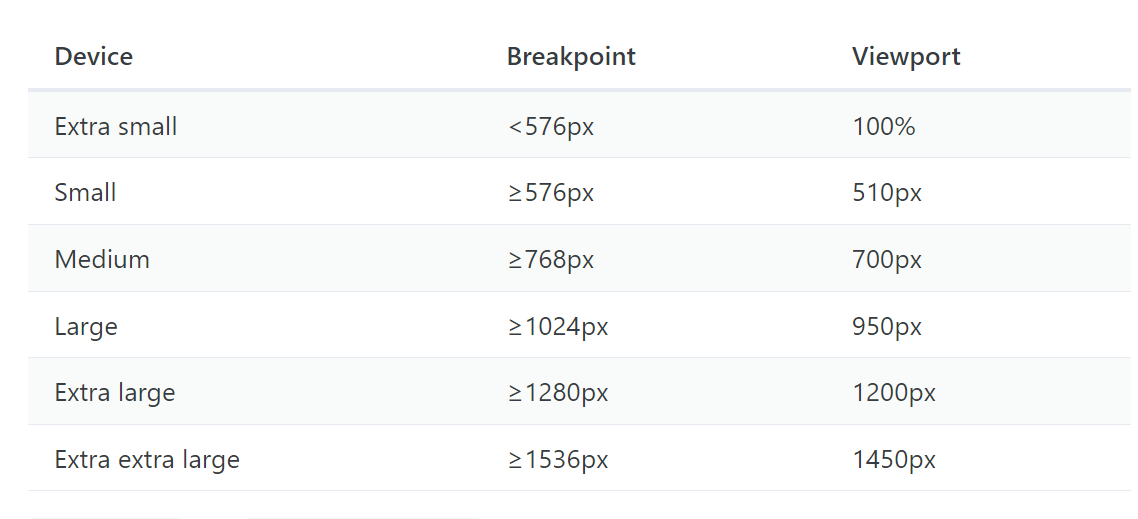 Device Breakpoint Viewport
Extra small <576px 100%
Small ≥576px 510px
Medium ≥768px 700px
Large ≥1024px 950px
Extra large ≥1280px 1200px
Extra extra large ≥1536px 1450px